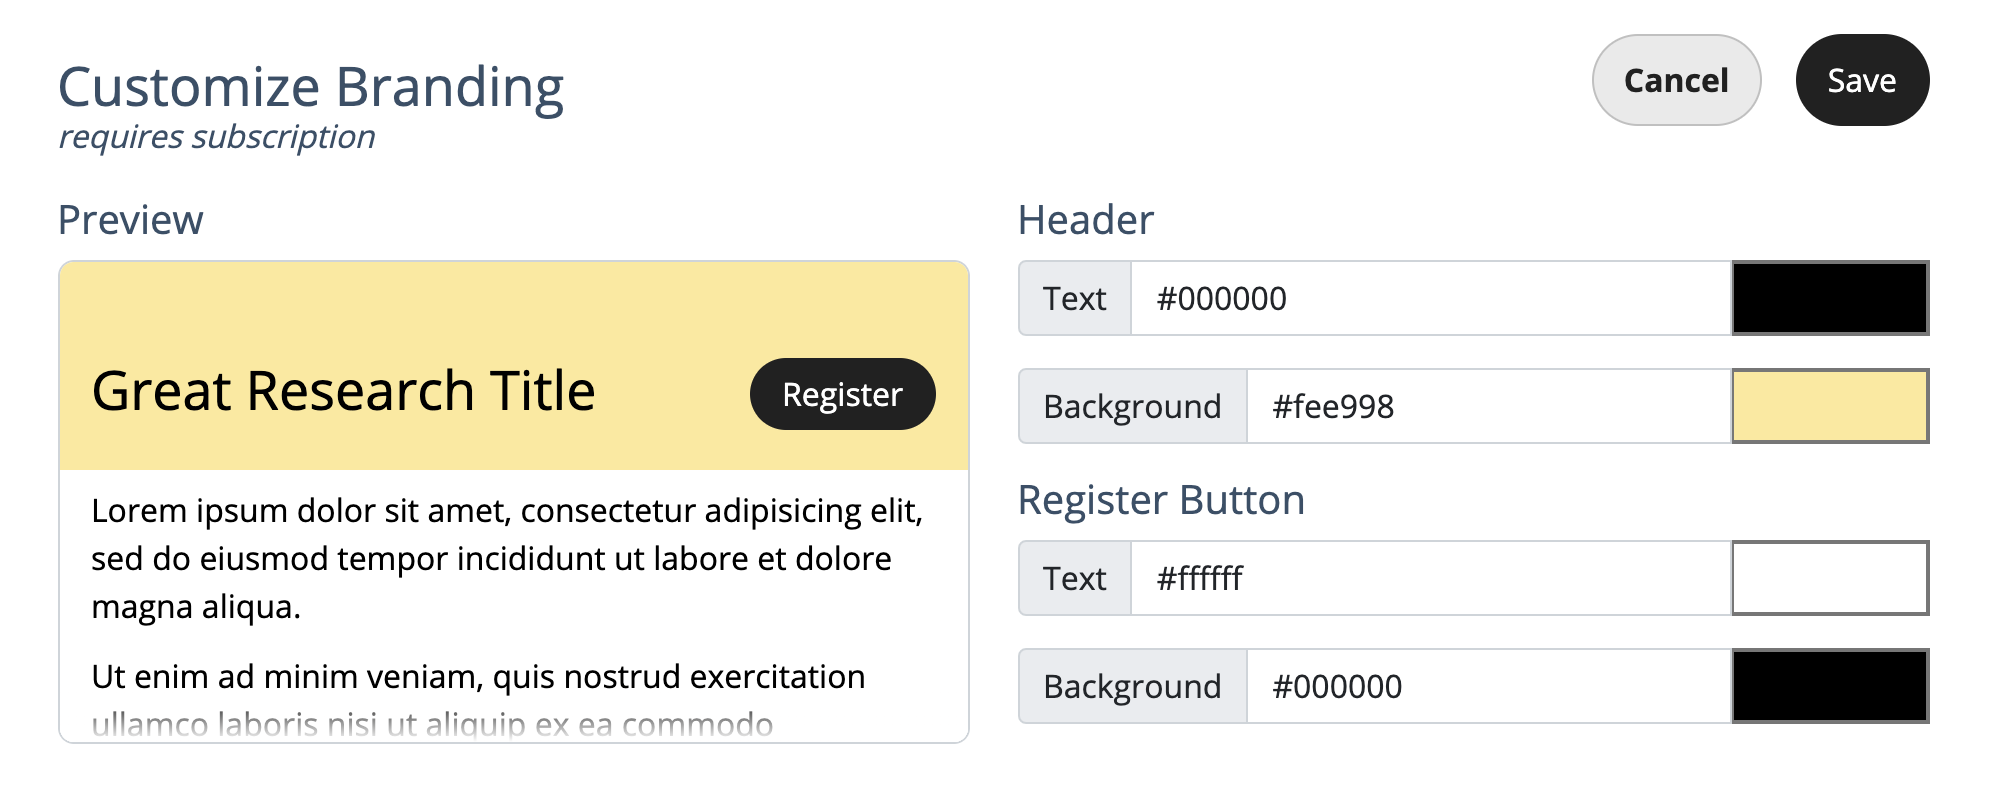 Customize Branding
requires subscription
Cancel
Save
Preview
Great Research Title
Register
Lorem ipsum dolor sit amet, consectetur adipisicing elit,
sed do eiusmod tempor incididunt ut labore et dolore
magna aliqua.
Ut enim ad minim veniam, quis nostrud exercitation
ullamco laboris nisi ut aliquip ex ea commodo
Header
Text #000000
Background #fee998
Register Button
Text #ffffff
Background #000000